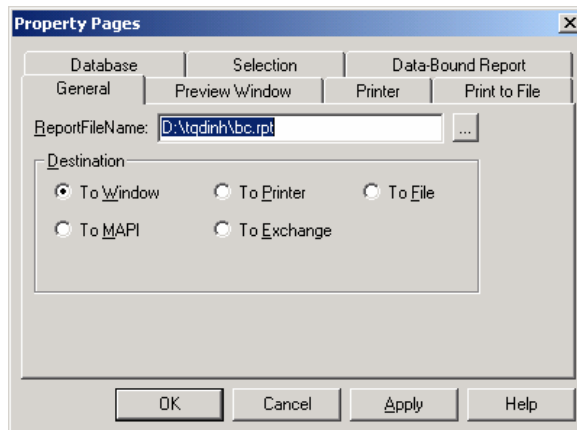 Property Pages
Database Selection Data-Bound Report
General Preview Window Printer Print to File
ReportFileName: D:\tqdinh\bc.rpt ...
Destination
To Window To Printer To File
To MAPI To Exchange
OK Cancel Apply Help